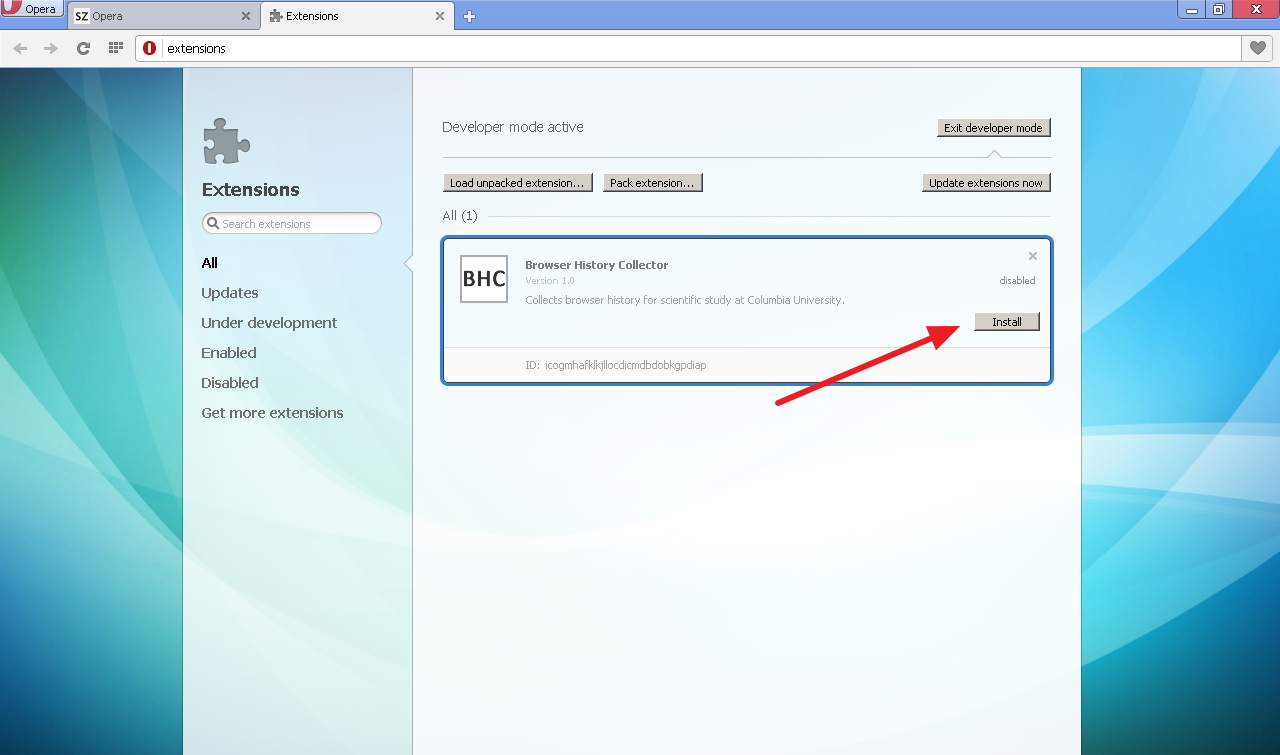 Opera
SZ Opera
Extensions
extensions
Extensions
Search extensions
All
Updates
Under development
Enabled
Disabled
Get more extensions
Developer mode active
Exit developer mode
Load unpacked extension...
Pack extension...
Update extensions now
All (1)
BHC
Browser History Collector
Version 1.0
disabled
Collects browser history for scientific study at Columbia University.
Install
ID: icogmhafklkjllocdicmdbdobkgpdiap